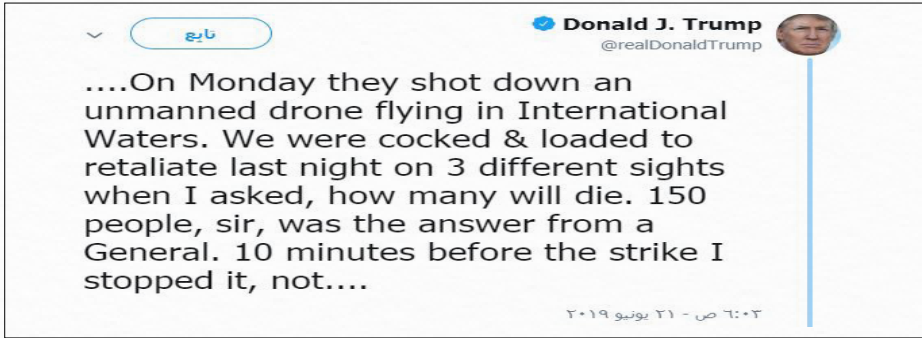 Donald J. Trump
@realDonaldTrump
تابع
....On Monday they shot down an
unmanned drone flying in International
Waters. We were cocked & loaded to
retaliate last night on 3 different sights
when I asked, how many will die. 150
people, sir, was the answer from a
General. 10 minutes before the strike I
stopped it, not....
٦:٠٣ ص - ٢١ يونيو ٢٠١٩